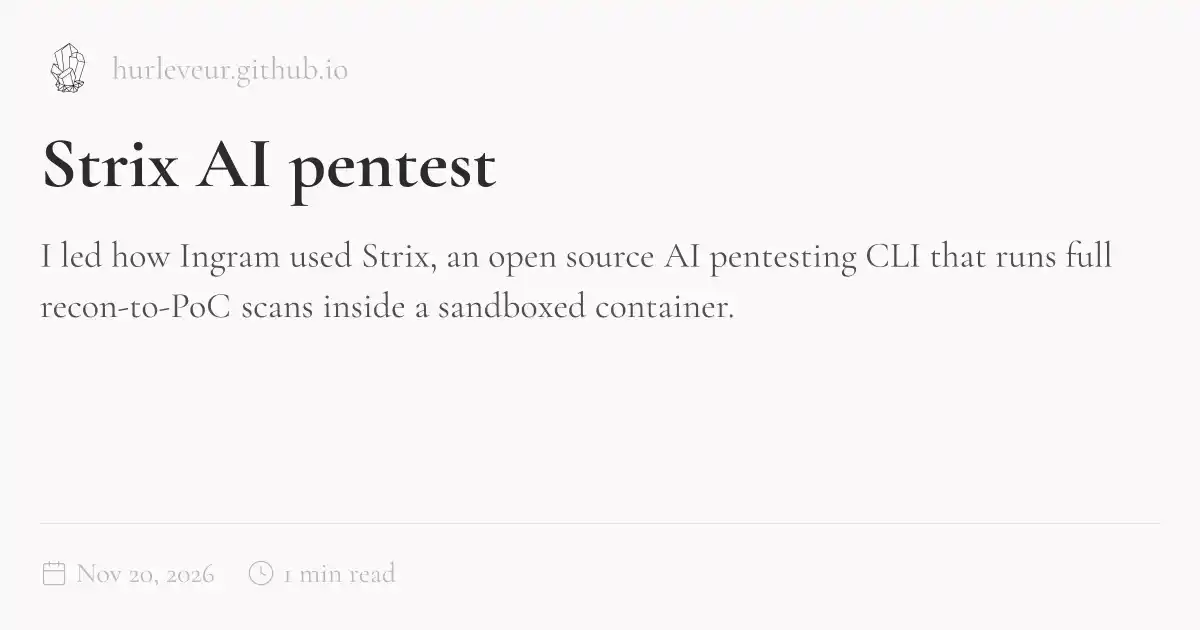 hurleveur.github.io
Strix AI pentest
I led how Ingram used Strix, an open source AI pentesting CLI that runs full
recon-to-PoC scans inside a sandboxed container.
Nov 20, 2026 1 min read